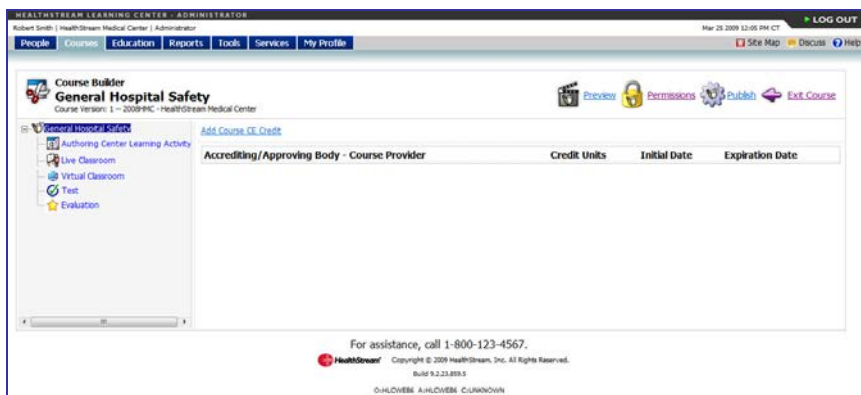 HEALTHSTREAM LEARNING CENTER - ADMINISTRATOR
LOG OUT
Robert Smith | HealthStream Medical Center | Administrator
Mar 25 2009 12:05 PM CT
People Courses Education Reports Tools Services My Profile
Site Map Discuss Help
Course Builder
General Hospital Safety
Course Version: 1 -- 2008HMC - HealthStream Medical Center
Preview Permissions Publish Exit Course
General Hospital Safety
Authoring Center Learning Activity
Live Classroom
Virtual Classroom
Test
Evaluation
Add Course CE Credit
Accrediting/Approving Body - Course Provider Credit Units Initial Date Expiration Date
For assistance, call 1-800-123-4567.
HealthStream Copyright © 2009 HealthStream, Inc. All Rights Reserved.
Build 9.2.23.859.5
O:HLCWEB6 A:HLCWEB6 C:UNKNOWN